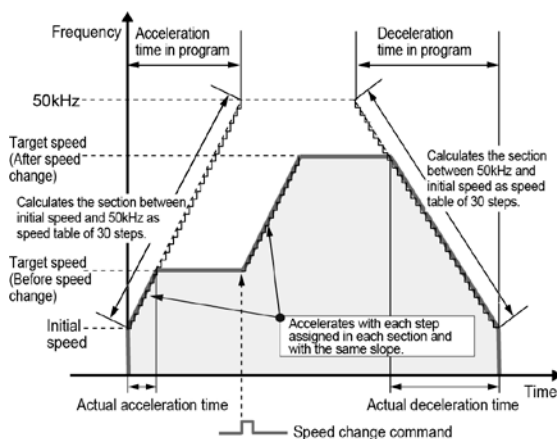 Frequency
Acceleration
time in program
Deceleration
time in program
50kHz
Target speed
(After speed
change)
Calculates the section between
initial speed and 50kHz as
speed table of 30 steps.
Calculates the section
between 50kHz and
initial speed as speed
table of 30 steps.
Target speed
(Before speed
change)
Initial
speed
Accelerates with each step
assigned in each section and
with the same slope.
Time
Actual acceleration time
Actual deceleration time
Speed change command